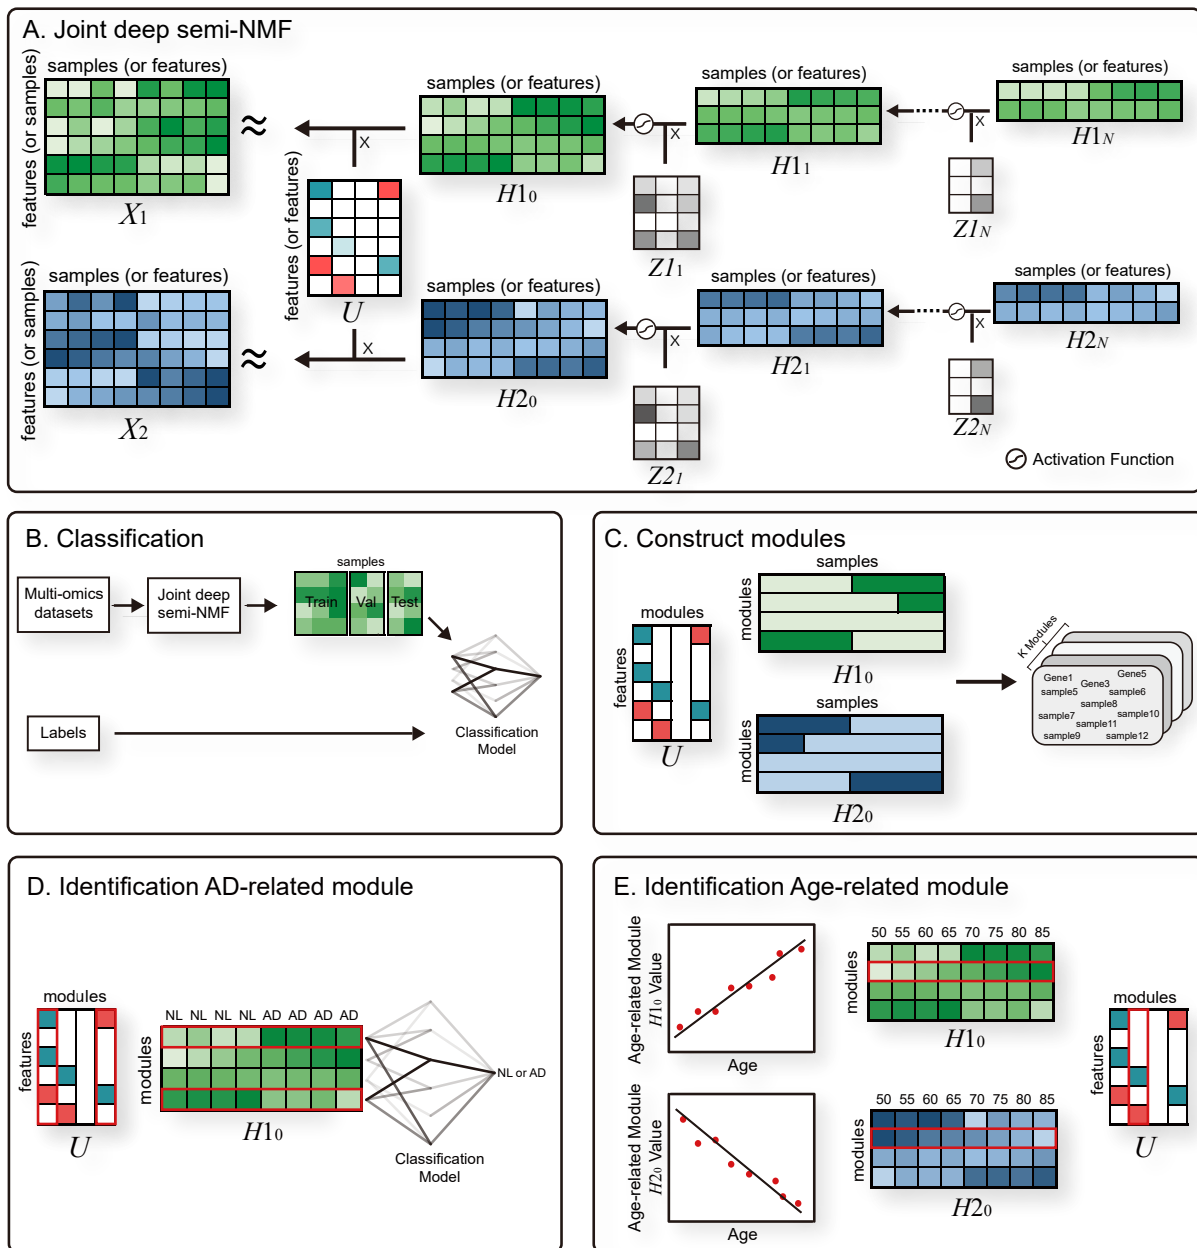 A. Joint deep semi-NMF
samples (or features)
features (or samples)
X1
≈
X
samples (or features)
H10
X
samples (or features)
H11
X
samples (or features)
H1N
Z11
Z1N
features (or features)
U
samples (or features)
features (or samples)
X2
≈
X
samples (or features)
H20
X
samples (or features)
H21
X
samples (or features)
H2N
Z21
Z2N
Activation Function
B. Classification
Multi-omics
datasets
Joint deep
semi-NMF
samples
Train
Val
Test
Labels
Classification
Model
C. Construct modules
modules
features
U
samples
modules
H10
samples
modules
H20
K Modules
Gene1
Gene5
sample5
Gene3
sample6
sample8
sample7
sample10
sample11
sample9
sample12
D. Identification AD-related module
modules
features
U
NL NL NL NL AD AD AD AD
modules
H10
NL or AD
Classification
Model
E. Identification Age-related module
Age-related Module
H10 Value
Age
50 55 60 65 70 75 80 85
modules
H10
Age-related Module
H20 Value
Age
50 55 60 65 70 75 80 85
modules
H20
modules
features
U